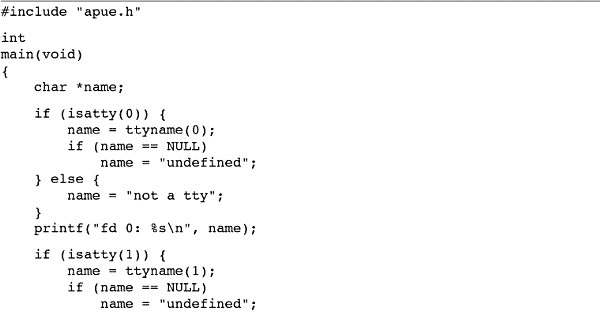 #include "apue.h"
int
main(void)
{
    char *name;
    if (isatty(0)) {
        name = ttyname(0);
        if (name == NULL)
            name = "undefined";
    } else {
        name = "not a tty";
    }
    printf("fd 0: %s\n", name);
    if (isatty(1)) {
        name = ttyname(1);
        if (name == NULL)
            name = "undefined";